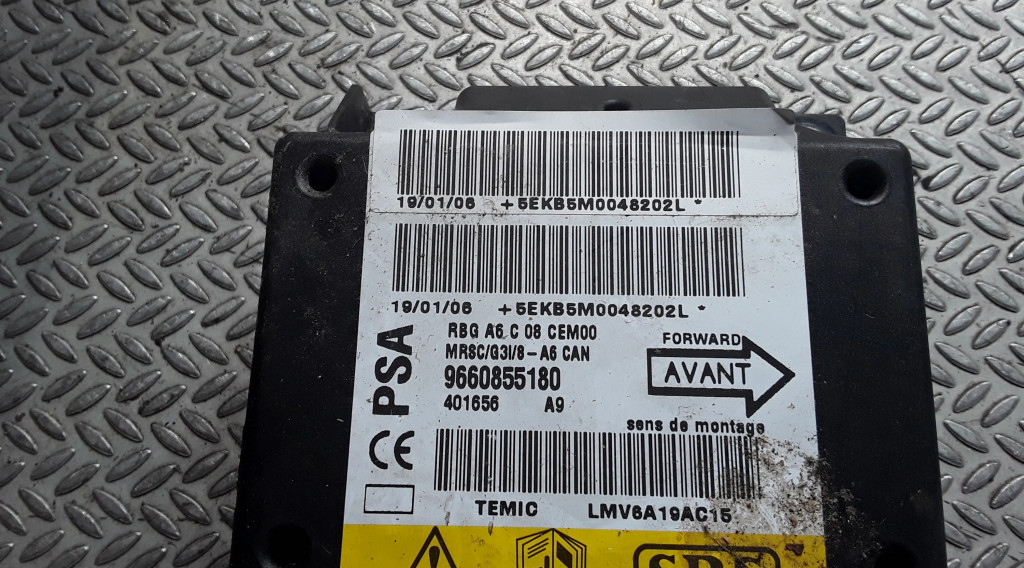 19/01/06 +5EKB5M0048202L *
19/01/06 +5EKB5M0048202L *
RBG A6 C 08 CEM00
MRSC/G3I/8-A6 CAN
9660855180
401656 A9
PSA
CE
FORWARD
AVANT
sens de montage
TEMIC LMV6A19AC15